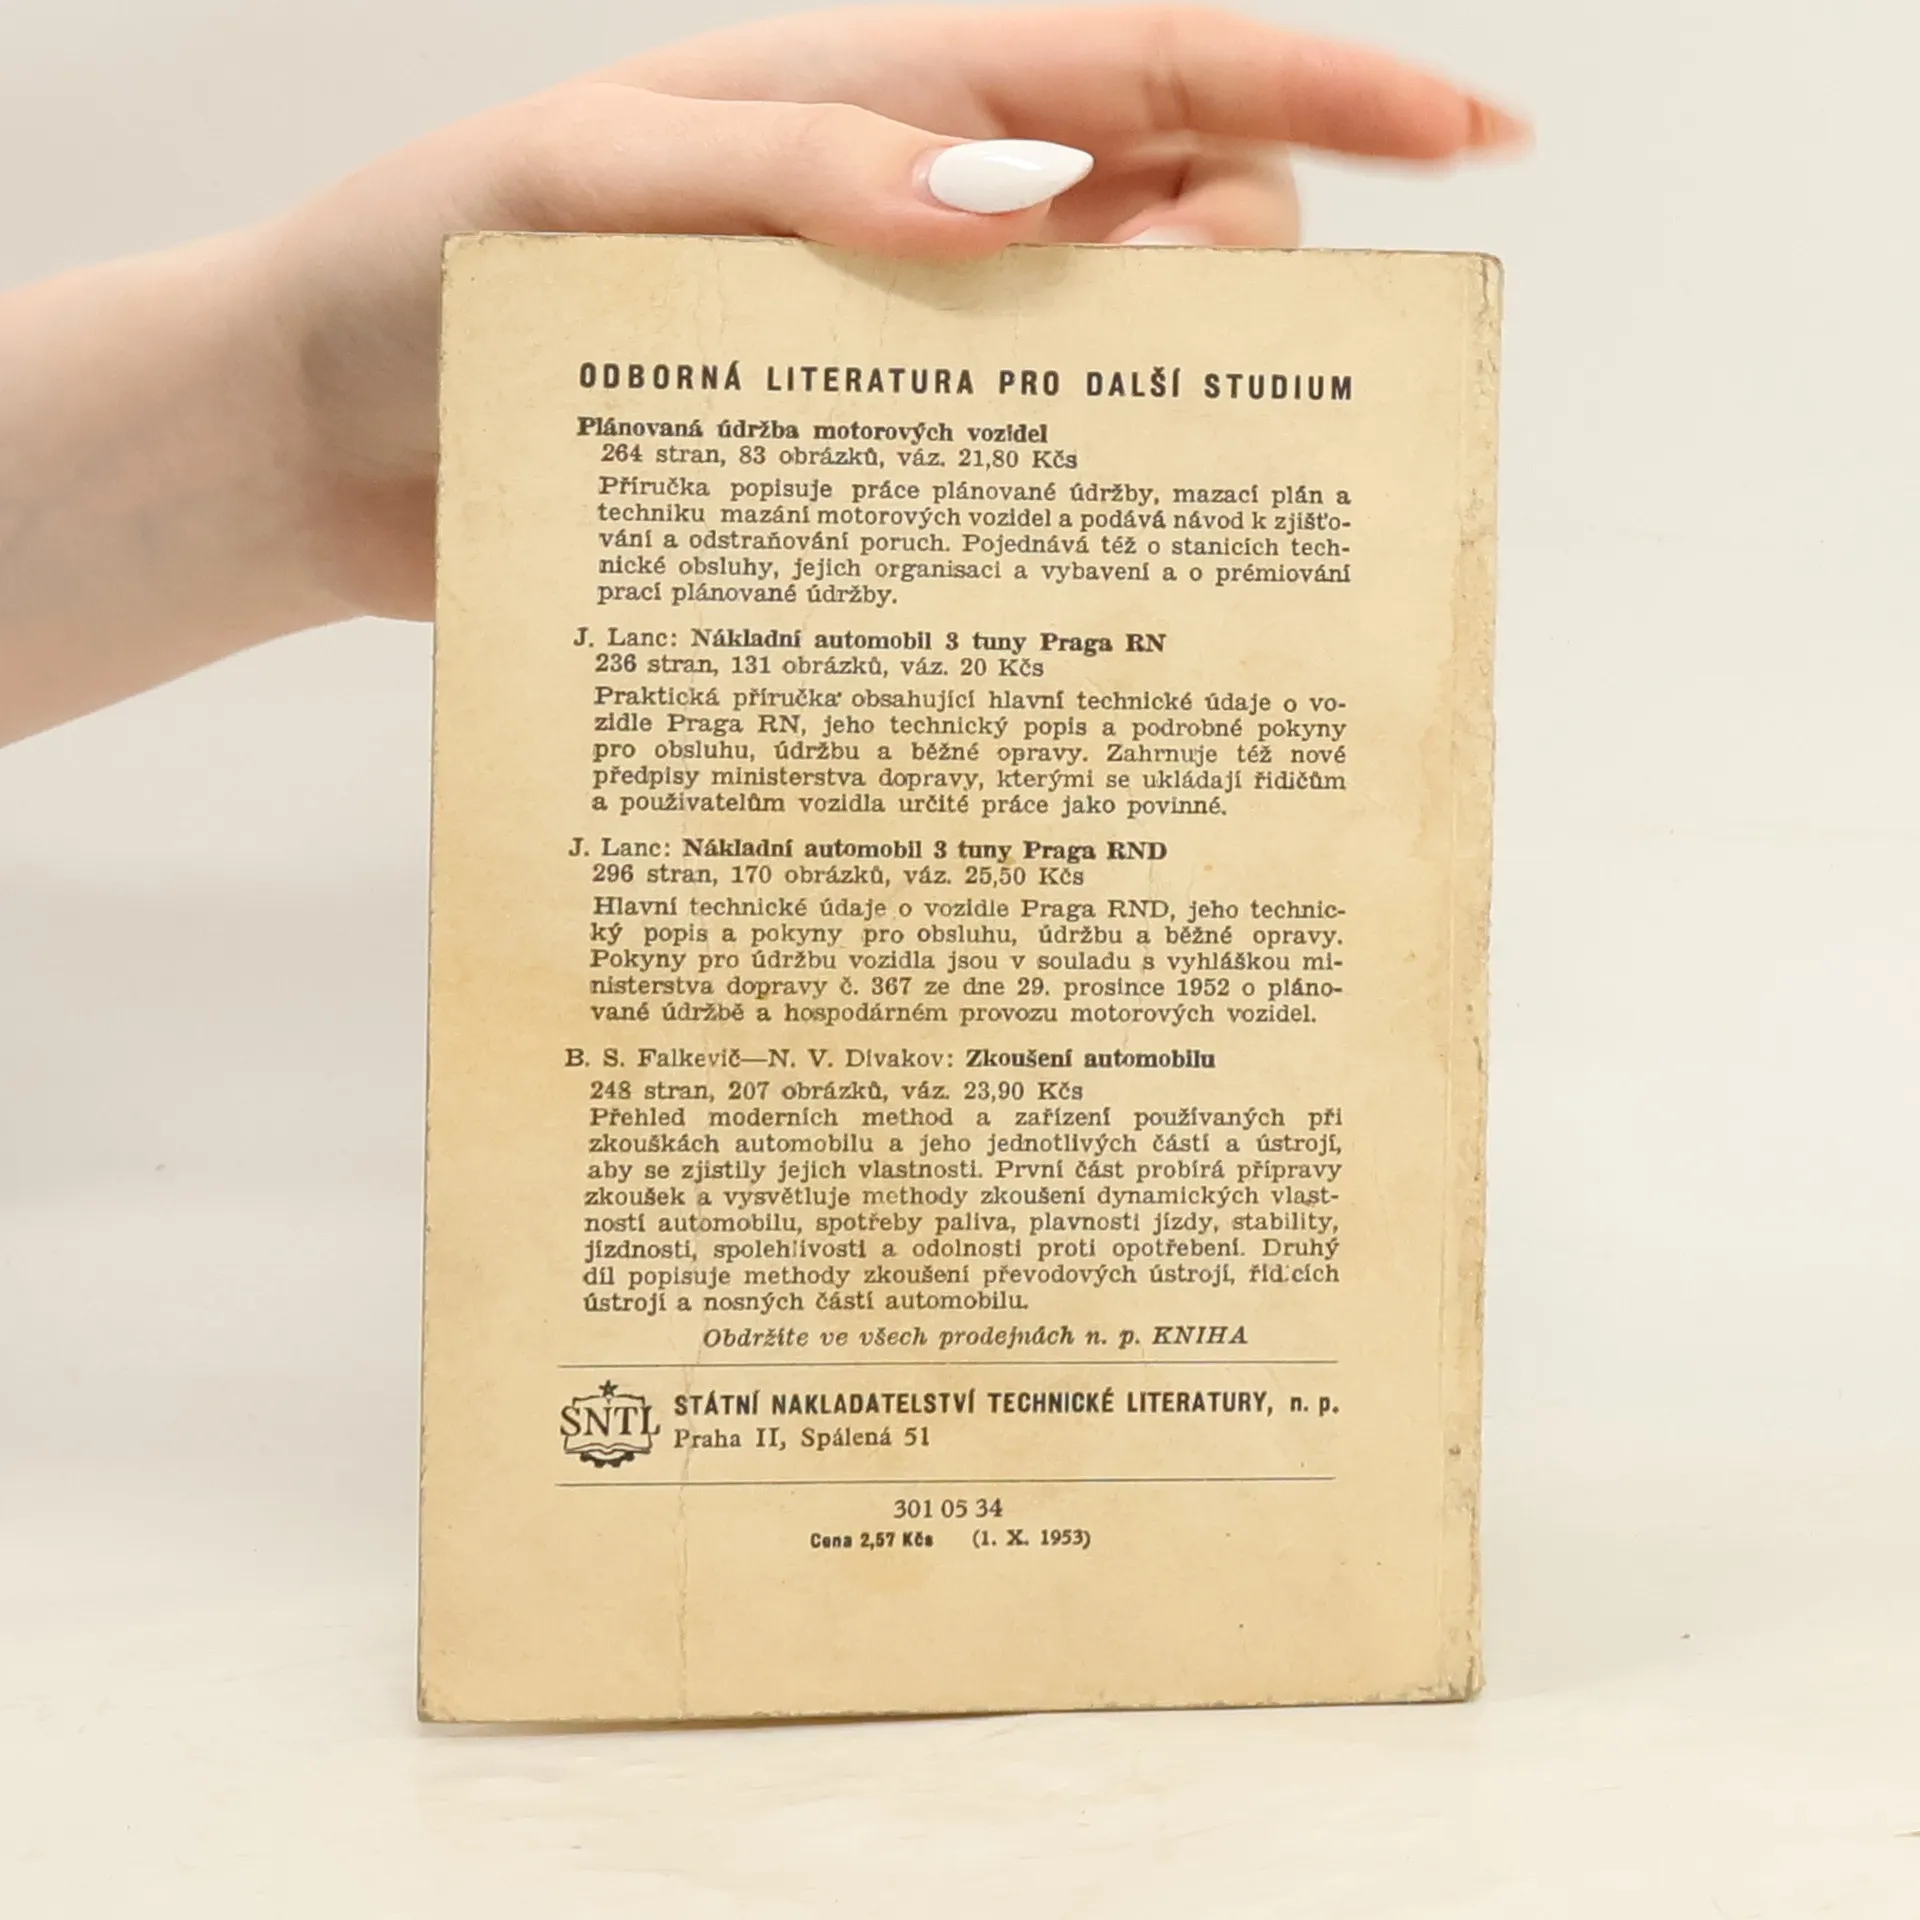 ODBORNÁ LITERATURA PRO DALŠÍ STUDIUM
Plánovaná údržba motorových vozidel
264 stran, 83 obrázků, váz. 21,80 Kčs
Příručka popisuje práce plánované údržby, mazací plán a
techniku mazání motorových vozidel a podává návod k zjišťo-
vání a odstraňování poruch. Pojednává též o stanicích tech-
nické obsluhy, jejich organisaci a vybavení a o prémiování
prací plánované údržby.
J. Lanc: Nákladní automobil 3 tuny Praga RN
236 stran, 131 obrázků, váz. 20 Kčs
Praktická příručka obsahující hlavní technické údaje o vo-
zidle Praga RN, jeho technický popis a podrobné pokyny
pro obsluhu, údržbu a běžné opravy. Zahrnuje též nové
předpisy ministerstva dopravy, kterými se ukládají řidičům
a použivatelům vozidla určité práce jako povinné.
J. Lanc: Nákladní automobil 3 tuny Praga RND
296 stran, 170 obrázků, váz. 25,50 Kčs
Hlavní technické údaje o vozidle Praga RND, jeho technic-
ký popis a pokyny pro obsluhu, údržbu a běžné opravy.
Pokyny pro údržbu vozidla jsou v souladu s vyhláškou mi-
nisterstva dopravy č. 367 ze dne 29. prosince 1952 o pláno-
vané údržbě a hospodárném provozu motorových vozidel.
B. S. Falkevič—N. V. Divakov: Zkoušení automobilu
248 stran, 207 obrázků, váz. 23,90 Kčs
Přehled moderních method a zařízení používaných při
zkouškách automobilu a jeho jednotlivých částí a ústrojí,
aby se zjistily jejich vlastnosti. První část probírá přípravy
zkoušek a vysvětluje methody zkoušení dynamických vlast-
ností automobilu, spotřeby paliva, plavnosti jízdy, stability,
jízdnosti, spolehlivosti a odolnosti proti opotřebení. Druhý
díl popisuje methody zkoušení převodových ústrojí, řídicích
ústrojí a nosných částí automobilu.
Obdržíte ve všech prodejnách n. p. KNIHA
SNTL
STÁTNÍ NAKLADATELSTVÍ TECHNICKÉ LITERATURY, n. p.
Praha II, Spálená 51
301 05 34
Cena 2,57 Kčs (1. X. 1953)